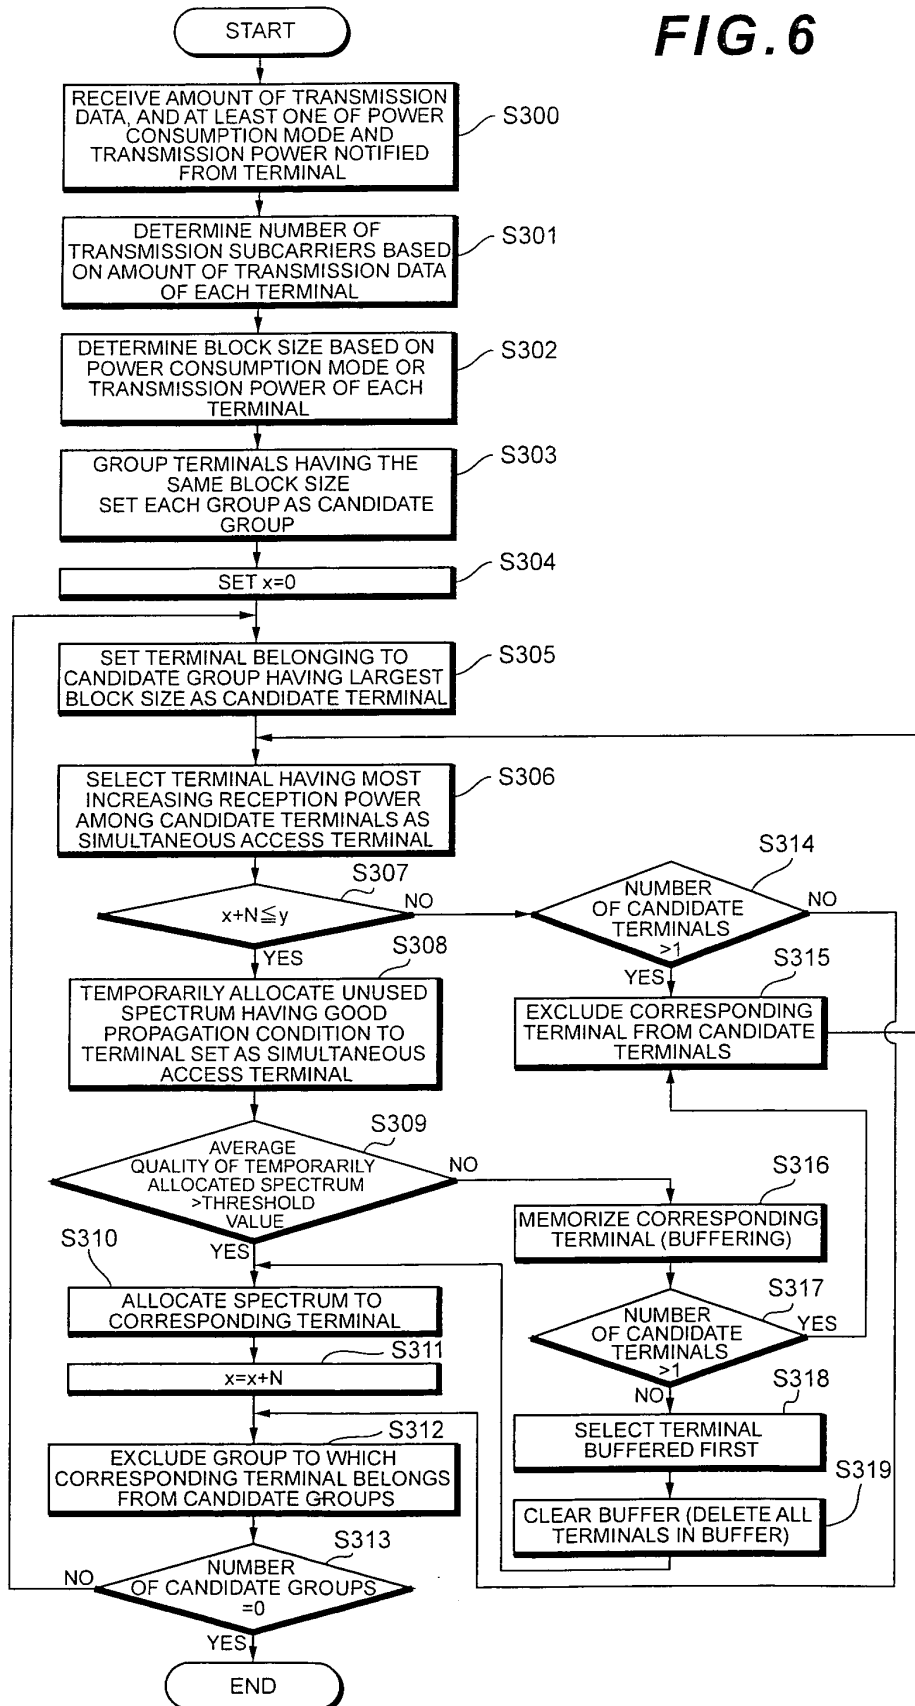 FIG.6
START
RECEIVE AMOUNT OF TRANSMISSION
DATA, AND AT LEAST ONE OF POWER
CONSUMPTION MODE AND
TRANSMISSION POWER NOTIFIED
FROM TERMINAL
S300
DETERMINE NUMBER OF
TRANSMISSION SUBCARRIERS BASED
ON AMOUNT OF TRANSMISSION DATA
OF EACH TERMINAL
S301
DETERMINE BLOCK SIZE BASED ON
POWER CONSUMPTION MODE OR
TRANSMISSION POWER OF EACH
TERMINAL
S302
GROUP TERMINALS HAVING THE
SAME BLOCK SIZE
SET EACH GROUP AS CANDIDATE
GROUP
S303
SET x=0
S304
SET TERMINAL BELONGING TO
CANDIDATE GROUP HAVING LARGEST
BLOCK SIZE AS CANDIDATE TERMINAL
S305
SELECT TERMINAL HAVING MOST
INCREASING RECEPTION POWER
AMONG CANDIDATE TERMINALS AS
SIMULTANEOUS ACCESS TERMINAL
S306
x+N≦y
S307
NO
YES
NUMBER
OF CANDIDATE
TERMINALS
>1
S314
NO
YES
TEMPORARILY ALLOCATE UNUSED
SPECTRUM HAVING GOOD
PROPAGATION CONDITION TO
TERMINAL SET AS SIMULTANEOUS
ACCESS TERMINAL
S308
EXCLUDE CORRESPONDING
TERMINAL FROM CANDIDATE
TERMINALS
S315
AVERAGE
QUALITY OF TEMPORARILY
ALLOCATED SPECTRUM
>THRESHOLD
VALUE
S309
NO
YES
MEMORIZE CORRESPONDING
TERMINAL (BUFFERING)
S316
ALLOCATE SPECTRUM TO
CORRESPONDING TERMINAL
S310
NUMBER
OF CANDIDATE
TERMINALS
>1
S317
YES
NO
x=x+N
S311
SELECT TERMINAL
BUFFERED FIRST
S318
EXCLUDE GROUP TO WHICH
CORRESPONDING TERMINAL BELONGS
FROM CANDIDATE GROUPS
S312
CLEAR BUFFER (DELETE ALL
TERMINALS IN BUFFER)
S319
NUMBER
OF CANDIDATE GROUPS
=0
S313
NO
YES
END